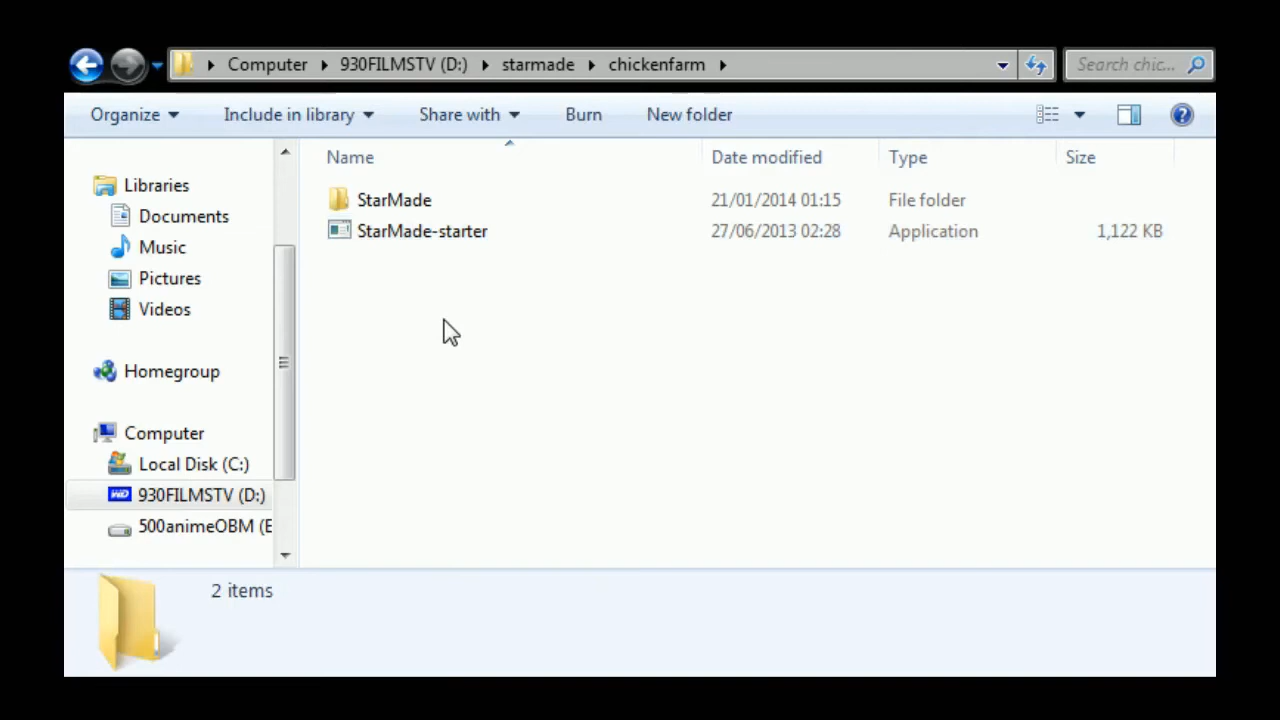 Computer 930FILMSTV (D:) starmade chickenfarm Search chic...
Organize Include in library Share with Burn New folder
Name Date modified Type Size
Libraries
Documents
Music
Pictures
Videos
Homegroup
Computer
Local Disk (C:)
930FILMSTV (D:)
500animeOBM (E
StarMade 21/01/2014 01:15 File folder
StarMade-starter 27/06/2013 02:28 Application 1,122 KB
2 items